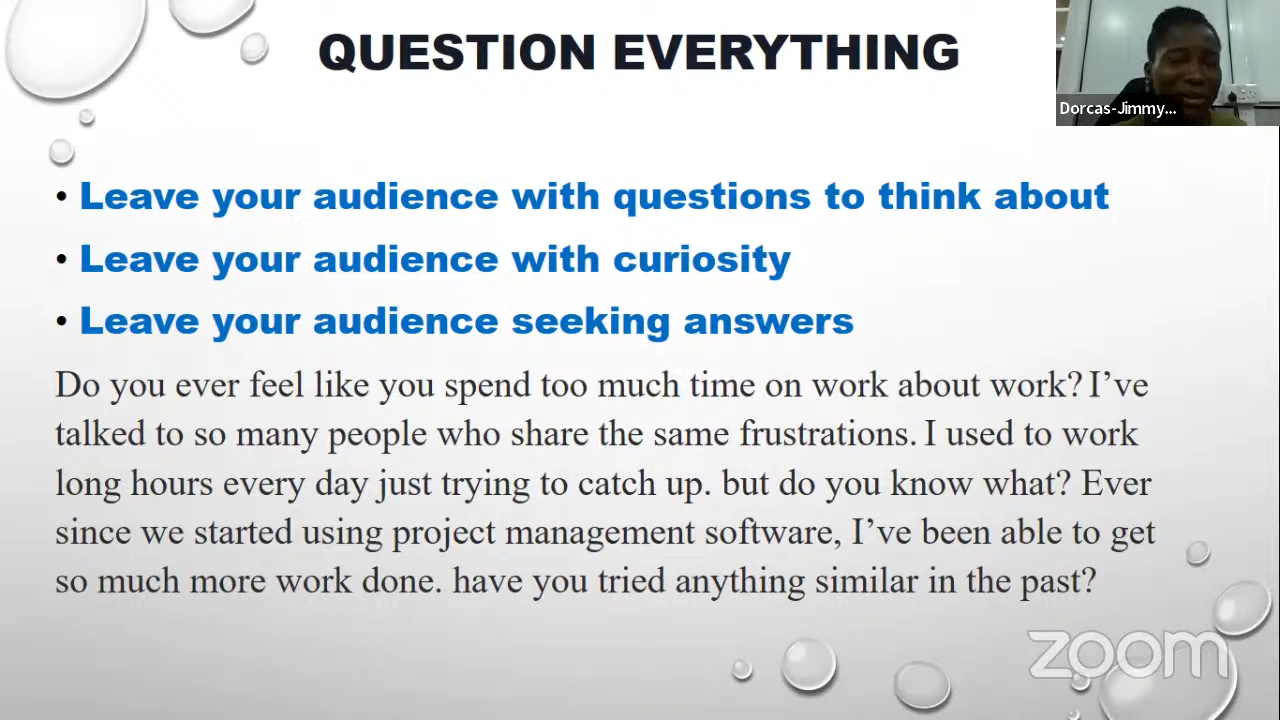 QUESTION EVERYTHING
Dorcas-Jimmy...
• Leave your audience with questions to think about
• Leave your audience with curiosity
• Leave your audience seeking answers
Do you ever feel like you spend too much time on work about work? I’ve
talked to so many people who share the same frustrations. I used to work
long hours every day just trying to catch up. but do you know what? Ever
since we started using project management software, I’ve been able to get
so much more work done. have you tried anything similar in the past?
zoom